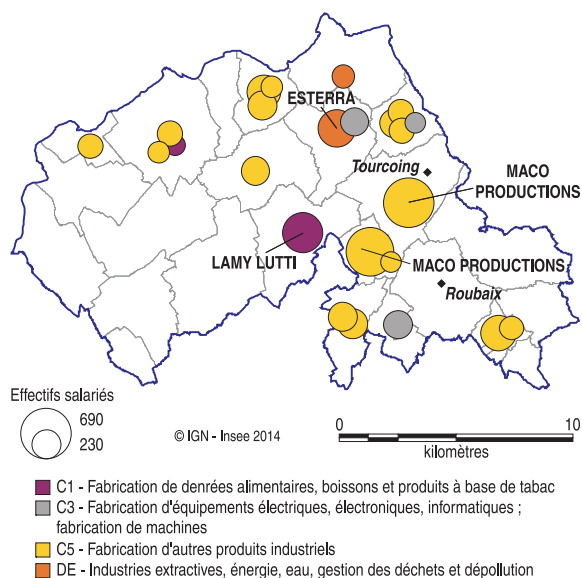 ESTERRA
Tourcoing
MACO
PRODUCTIONS
LAMY LUTTI
MACO PRODUCTIONS
Roubaix
Effectifs salariés
690
230
© IGN - Insee 2014
0 10
kilomètres
C1 - Fabrication de denrées alimentaires, boissons et produits à base de tabac
C3 - Fabrication d'équipements électriques, électroniques, informatiques ;
fabrication de machines
C5 - Fabrication d'autres produits industriels
DE - Industries extractives, énergie, eau, gestion des déchets et dépollution